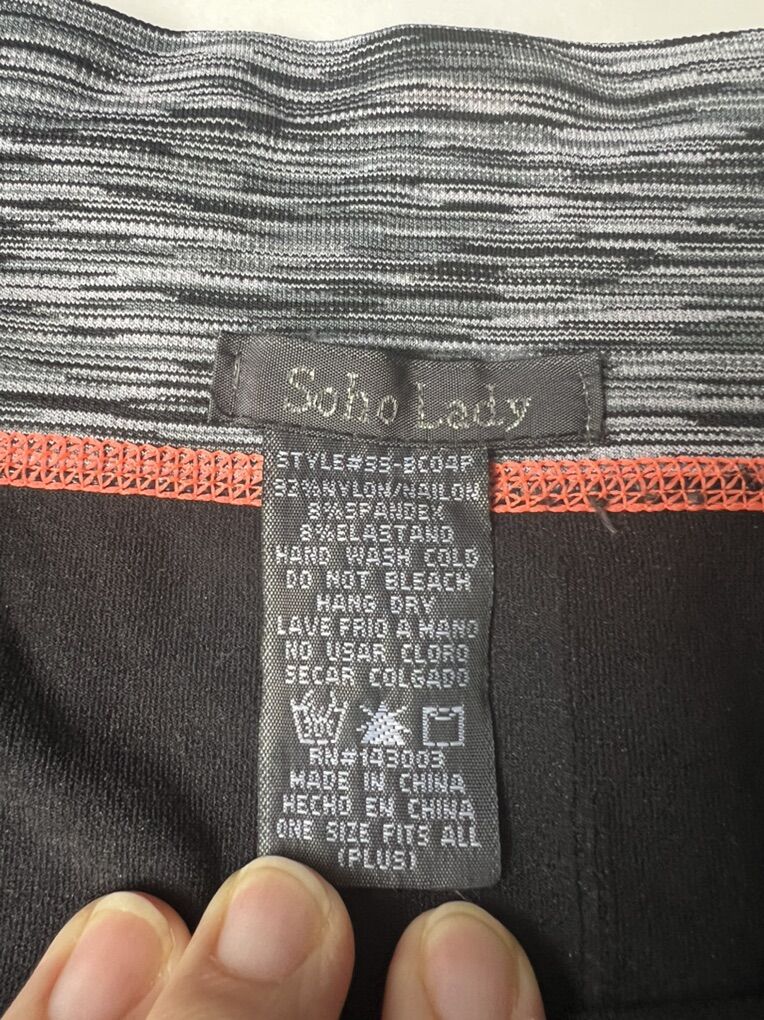 Soho Lady
STYLE#99-BC04P
92%NYLON/NAILON
8%SPANDEX
8%ELASTANO
HAND WASH COLD
DO NOT BLEACH
HANG DRY
LAVE FRIO A MANO
NO USAR CLORO
SECAR COLGADO
RN#143003
MADE IN CHINA
HECHO EN CHINA
ONE SIZE FITS ALL
(PLUS)